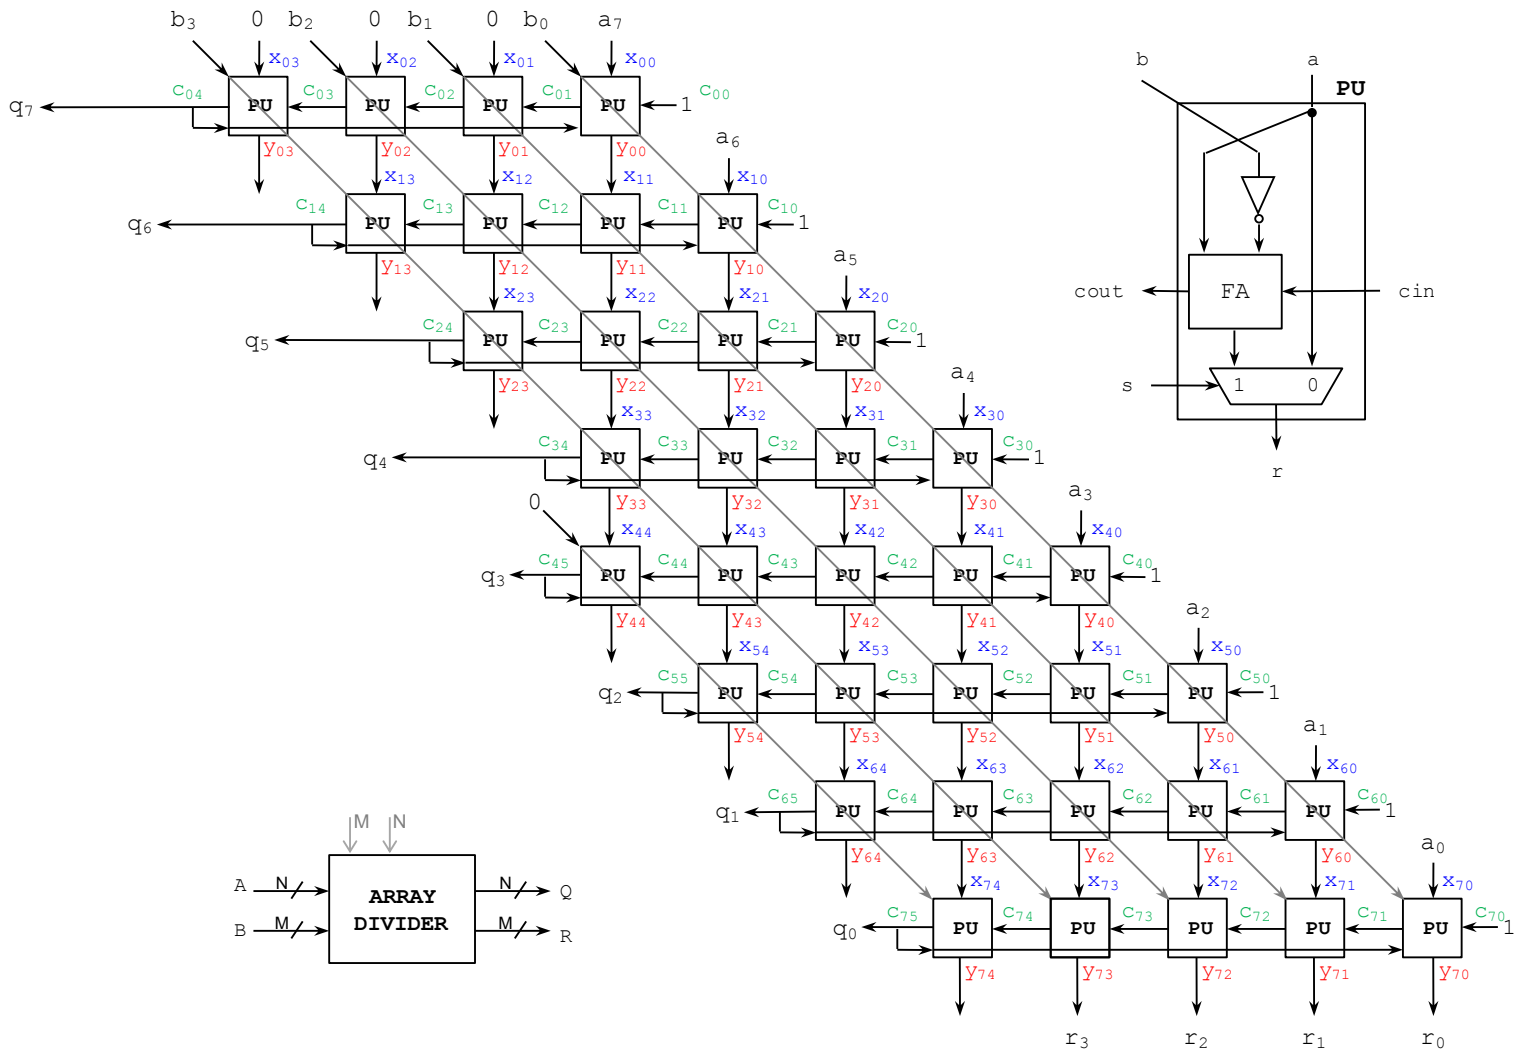 b3 0 b2 0 b1 0 b0 a7
x03 x02 x01 x00
b a
PU
c04 c03 c02 c01 c00
q7 PU PU PU PU 1
y03 y02 y01 y00 a6
x13 x12 x11 x10
c14 c13 c12 c11 c10
q6 PU PU PU PU 1
y13 y12 y11 y10 a5
x23 x22 x21 x20
cout FA cin
c24 c23 c22 c21 c20
q5 PU PU PU PU 1
y23 y22 y21 y20 a4
s 1 0
x33 x32 x31 x30
c34 c33 c32 c31 c30
q4 PU PU PU PU 1
r
y33 y32 y31 y30 a3
0
x44 x43 x42 x41 x40
c45 c44 c43 c42 c41 c40
q3 PU PU PU PU PU 1
y44 y43 y42 y41 y40 a2
x54 x53 x52 x51 x50
c55 c54 c53 c52 c51 c50
q2 PU PU PU PU PU 1
y54 y53 y52 y51 y50 a1
x64 x63 x62 x61 x60
c65 c64 c63 c62 c61 c60
q1 PU PU PU PU PU 1
y64 y63 y62 y61 y60 a0
x74 x73 x72 x71 x70
c75 c74 c73 c72 c71 c70
q0 PU PU PU PU PU 1
y74 y73 y72 y71 y70
r3 r2 r1 r0
M N
A N ARRAY N Q
B M DIVIDER M R